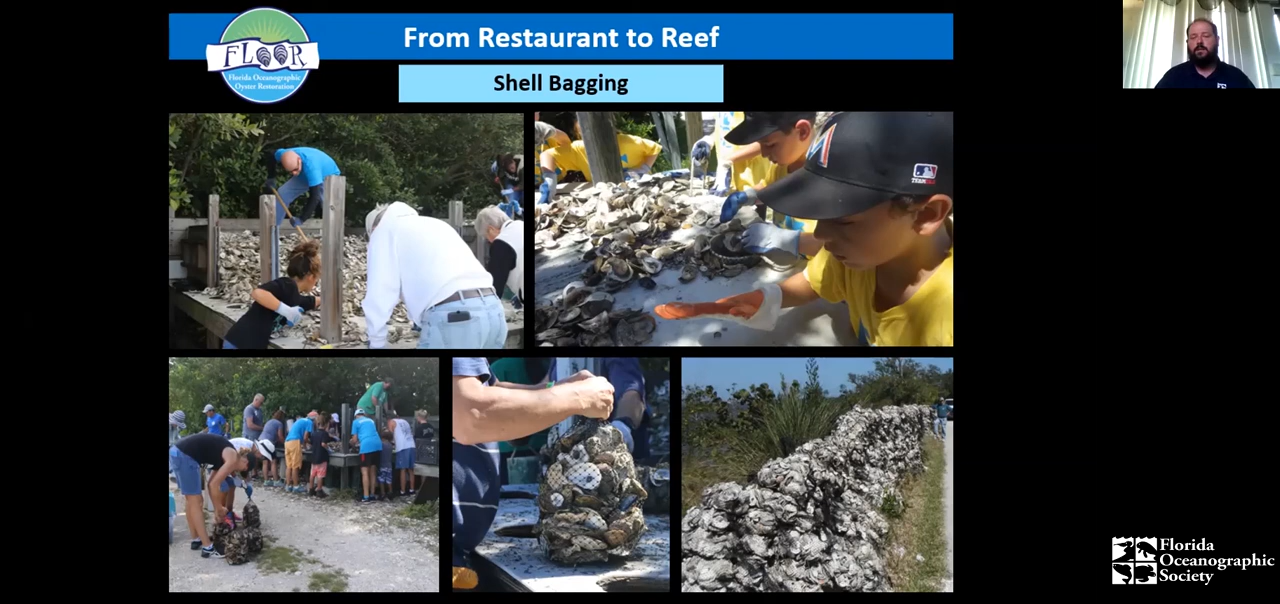 FLOOR
Florida Oceanographic
Oyster Restoration
From Restaurant to Reef
Shell Bagging
Florida
Oceanographic
Society